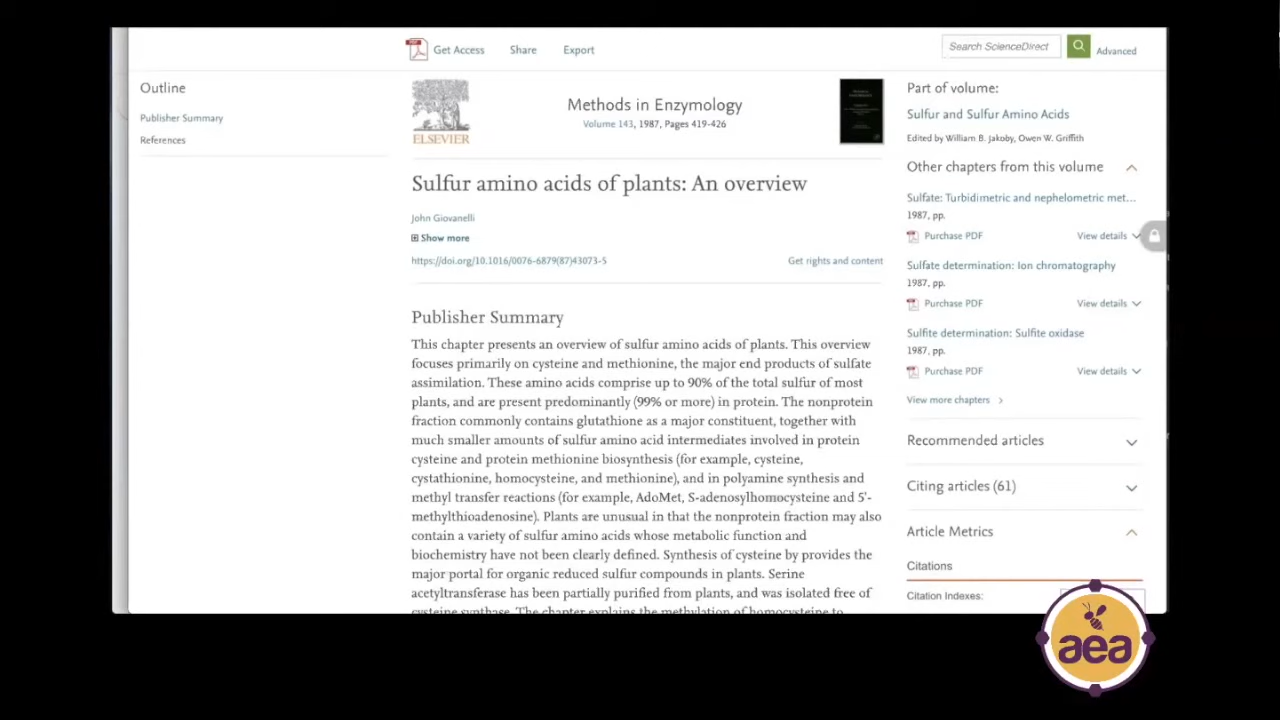 Get Access
Share
Export
Search ScienceDirect
Advanced
Outline
Publisher Summary
References
ELSEVIER
Methods in Enzymology
Volume 143, 1987, Pages 419-426
Sulfur amino acids of plants: An overview
John Giovanelli
Show more
https://doi.org/10.1016/0076-6879(87)43073-5
Get rights and content
Publisher Summary
This chapter presents an overview of sulfur amino acids of plants. This overview
focuses primarily on cysteine and methionine, the major end products of sulfate
assimilation. These amino acids comprise up to 90% of the total sulfur of most
plants, and are present predominantly (99% or more) in protein. The nonprotein
fraction commonly contains glutathione as a major constituent, together with
much smaller amounts of sulfur amino acid intermediates involved in protein
cysteine and protein methionine biosynthesis (for example, cysteine,
cystathionine, homocysteine, and methionine), and in polyamine synthesis and
methyl transfer reactions (for example, AdoMet, S-adenosylhomocysteine and 5'-
methylthioadenosine). Plants are unusual in that the nonprotein fraction may also
contain a variety of sulfur amino acids whose metabolic function and
biochemistry have not been clearly defined. Synthesis of cysteine by provides the
major portal for organic reduced sulfur compounds in plants. Serine
acetyltransferase has been partially purified from plants, and was isolated free of
cysteine synthase. The chapter explains the methylation of homocysteine to
Part of volume:
Sulfur and Sulfur Amino Acids
Edited by William B. Jakoby, Owen W. Griffith
Other chapters from this volume
Sulfate: Turbidimetric and nephelometric met...
1987, pp.
Purchase PDF
View details
Sulfate determination: Ion chromatography
1987, pp.
Purchase PDF
View details
Sulfite determination: Sulfite oxidase
1987, pp.
Purchase PDF
View details
View more chapters
Recommended articles
Citing articles (61)
Article Metrics
Citations
Citation Indexes:
aea